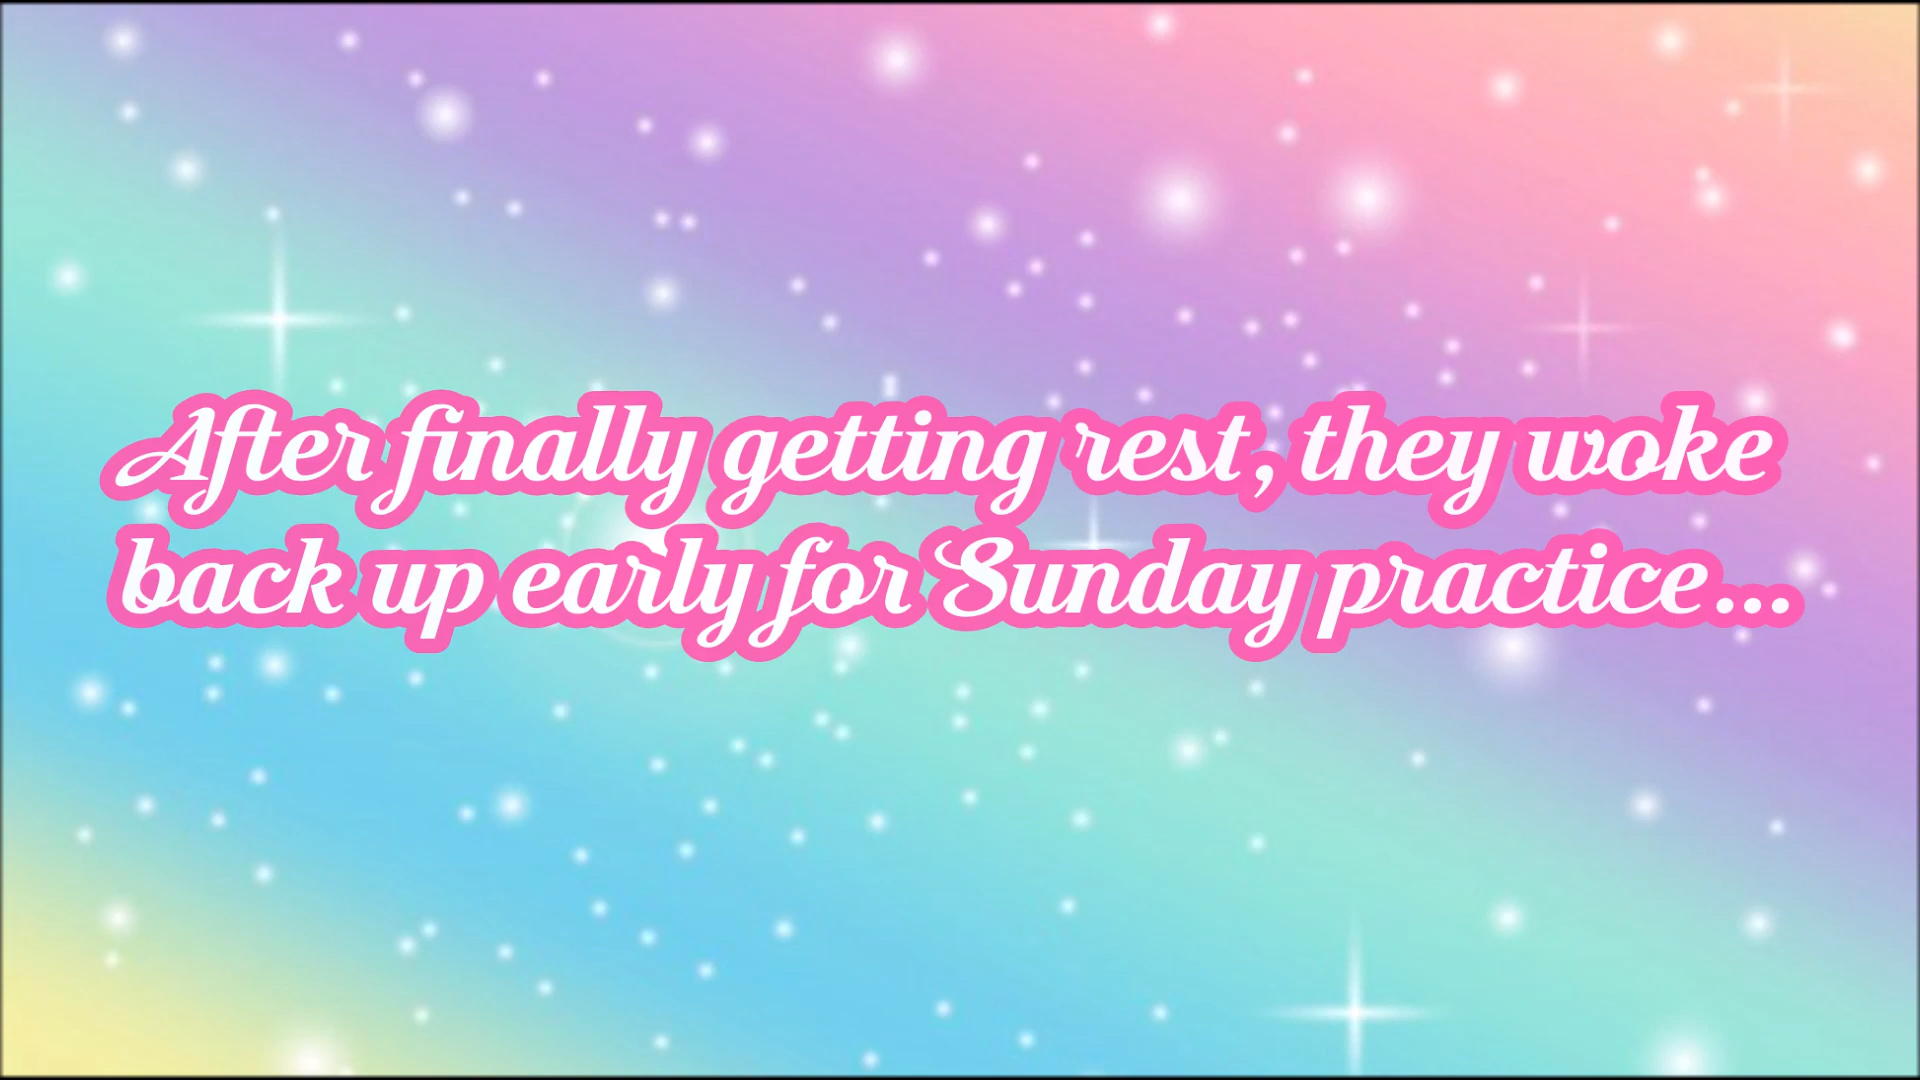 After finally getting rest, they woke
back up early for Sunday practice...